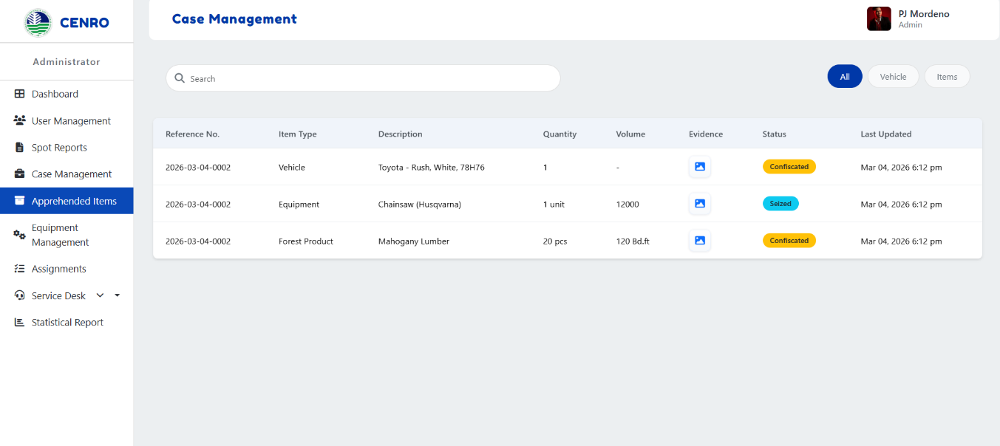 CENRO
Administrator
Dashboard
User Management
Spot Reports
Case Management
Apprehended Items
Equipment
Management
Assignments
Service Desk
Statistical Report
Case Management
PJ Mordeno
Admin
Search
All Vehicle Items
Reference No. Item Type Description Quantity Volume Evidence Status Last Updated
2026-03-04-0002 Vehicle Toyota - Rush, White, 78H76 1 - Confiscated Mar 04, 2026 6:12 pm
2026-03-04-0002 Equipment Chainsaw (Husqvarna) 1 unit 12000 Seized Mar 04, 2026 6:12 pm
2026-03-04-0002 Forest Product Mahogany Lumber 20 pcs 120 Bd.ft Confiscated Mar 04, 2026 6:12 pm